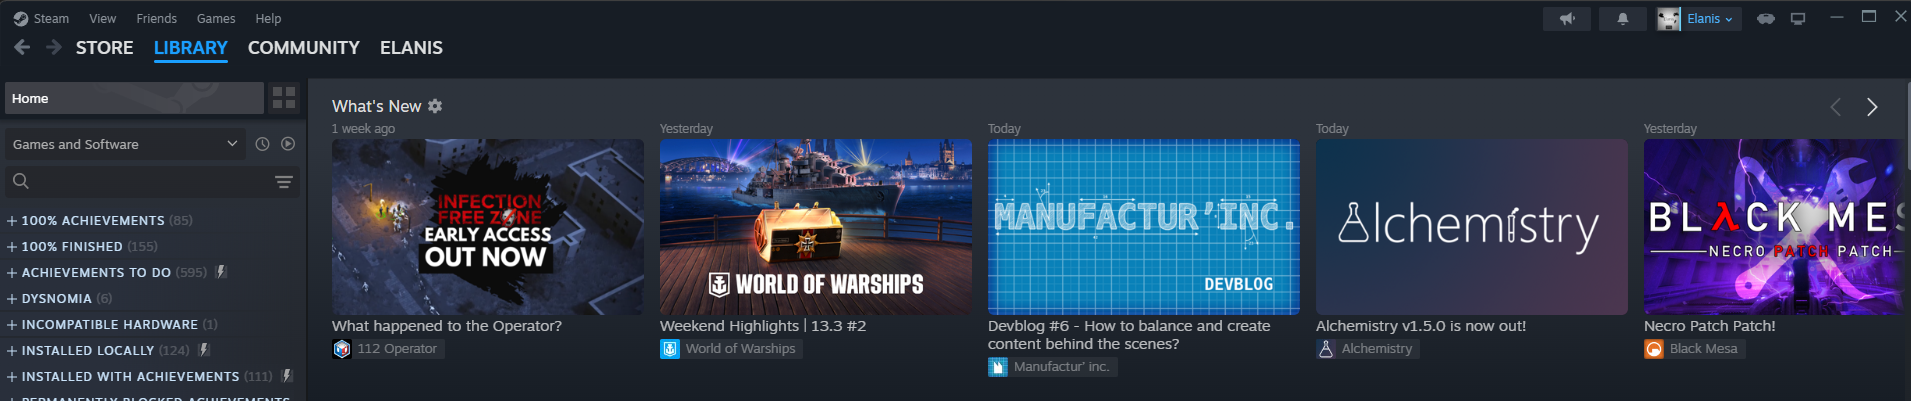 Steam View Friends Games Help
Elanis
STORE LIBRARY COMMUNITY ELANIS
Home
Games and Software
+ 100% ACHIEVEMENTS (85)
+ 100% FINISHED (155)
+ ACHIEVEMENTS TO DO (595)
+ DYSNOMIA (6)
+ INCOMPATIBLE HARDWARE (1)
+ INSTALLED LOCALLY (124)
+ INSTALLED WITH ACHIEVEMENTS (111)
PERMANENTLY BLOCKED ACHIEVEMENTS
What's New
1 week ago
INFECTION
FREE ZONE
EARLY ACCESS
OUT NOW
What happened to the Operator?
112 Operator
Yesterday
WORLD OF WARSHIPS
Weekend Highlights | 13.3 #2
World of Warships
Today
MANUFACTUR'INC.
DEVBLOG
Devblog #6 - How to balance and create
content behind the scenes?
Manufactur' inc.
Today
Alchemistry
Alchemistry v1.5.0 is now out!
Alchemistry
Yesterday
BLACK MES
NECRO PATCH PATCH
Necro Patch Patch!
Black Mesa